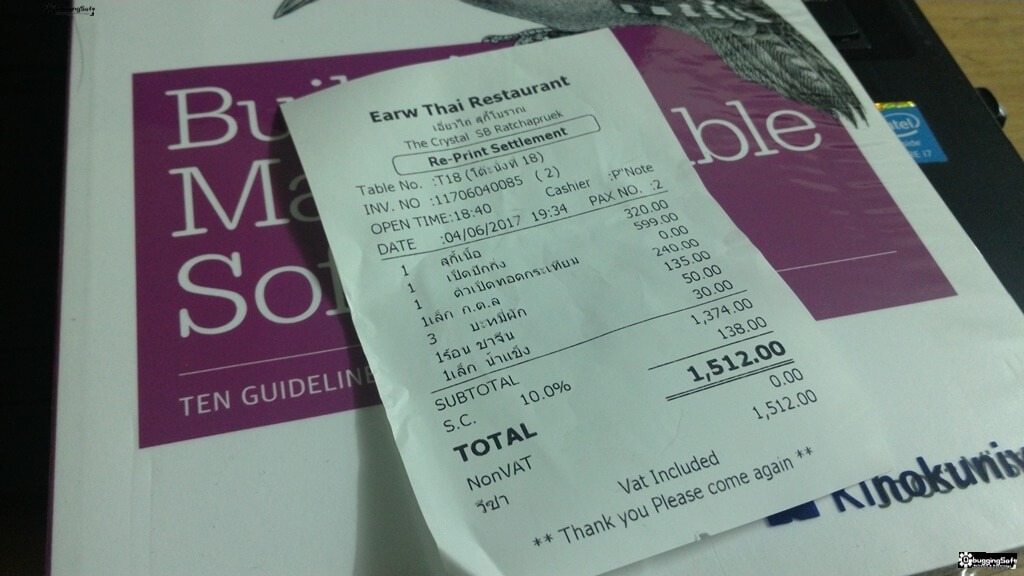 Earw Thai Restaurant
The Crystal SB Ratchapruek
Re-Print Settlement
Table No. :T18 (โต๊ะนั่งที่ 18)
INV. NO :11706040085 (2)
OPEN TIME:18:40 Cashier :P'Note
DATE :04/06/2017 19:34 PAX NO. :2
1 สุกี้เนื้อ 320.00
1 เป็ดปักกิ่ง 599.00
1 ดำเป็ดทอดกระเทียม 0.00
1เล็ก ก.ด.ล 240.00
3 บะหมี่ผัก 135.00
1ร้อน ชาจีน 50.00
1เล็ก น้ำแข็ง 30.00
SUBTOTAL 1,374.00
S.C. 10.0% 138.00
TOTAL 1,512.00
NonVAT 0.00
วีซ่า 1,512.00
Vat Included
** Thank you Please come again **
TEN GUIDELINE
intel
buggingSoft